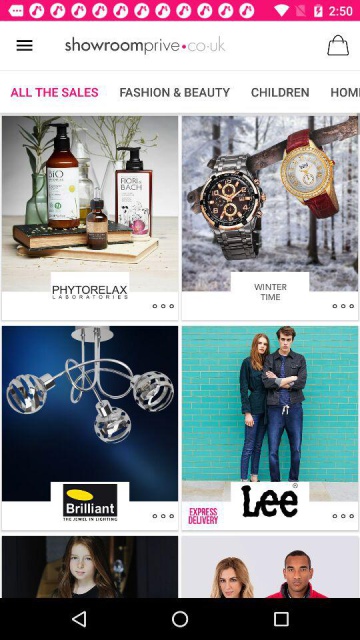 2:50
showroomprive•co•uk
ALL THE SALES
FASHION & BEAUTY
CHILDREN
HOM
BIO
FIORI
BACH
PHYTORELAX
LABORATORIES
WINTER
TIME
Brilliant
THE JEWEL IN LIGHTING
EXPRESS
DELIVERY
Lee